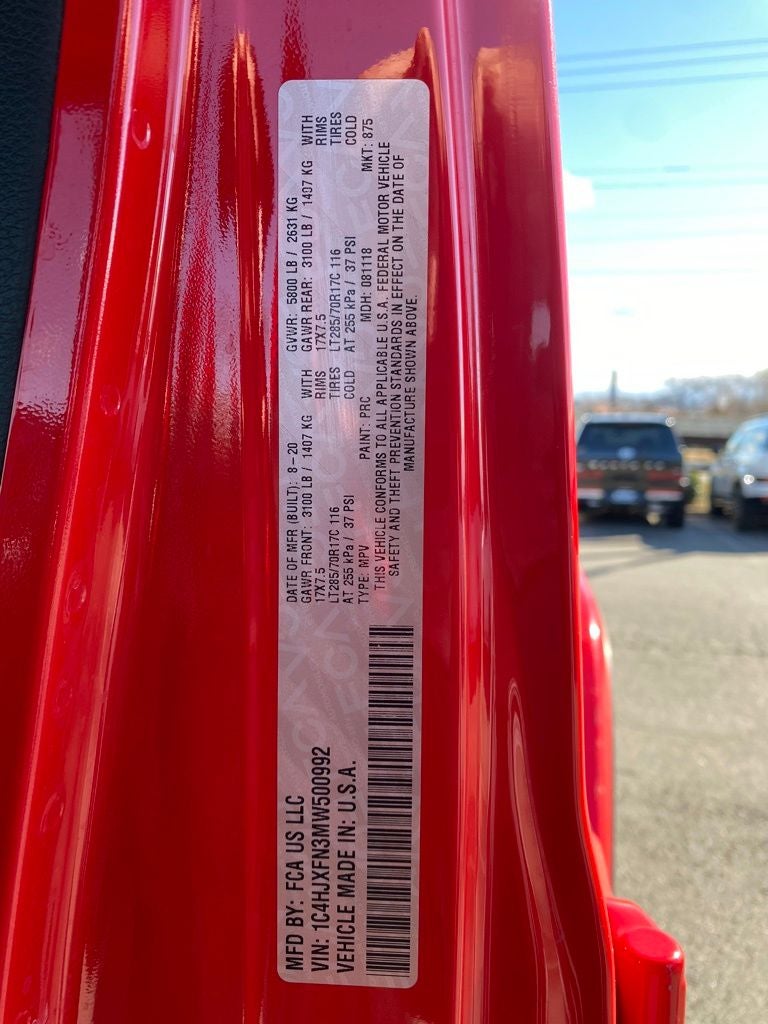 MFD BY: FCA US LLC
VIN: 1C4HJXFN3MW500992
VEHICLE MADE IN: U.S.A.
DATE OF MFR (BUILT): 8-20 GVWR: 5800 LB / 2631 KG
GAWR FRONT: 3100 LB / 1407 KG WITH GAWR REAR: 3100 LB / 1407 KG WITH
17X7.5 RIMS 17X7.5 RIMS
LT285/70R17C 116 TIRES LT285/70R17C 116 TIRES
AT 255 kPa / 37 PSI COLD AT 255 kPa / 37 PSI COLD
TYPE: MPV PAINT: PRC MDH: 081118 MKT: 875
THIS VEHICLE CONFORMS TO ALL APPLICABLE U.S.A. FEDERAL MOTOR VEHICLE
SAFETY AND THEFT PREVENTION STANDARDS IN EFFECT ON THE DATE OF
MANUFACTURE SHOWN ABOVE.